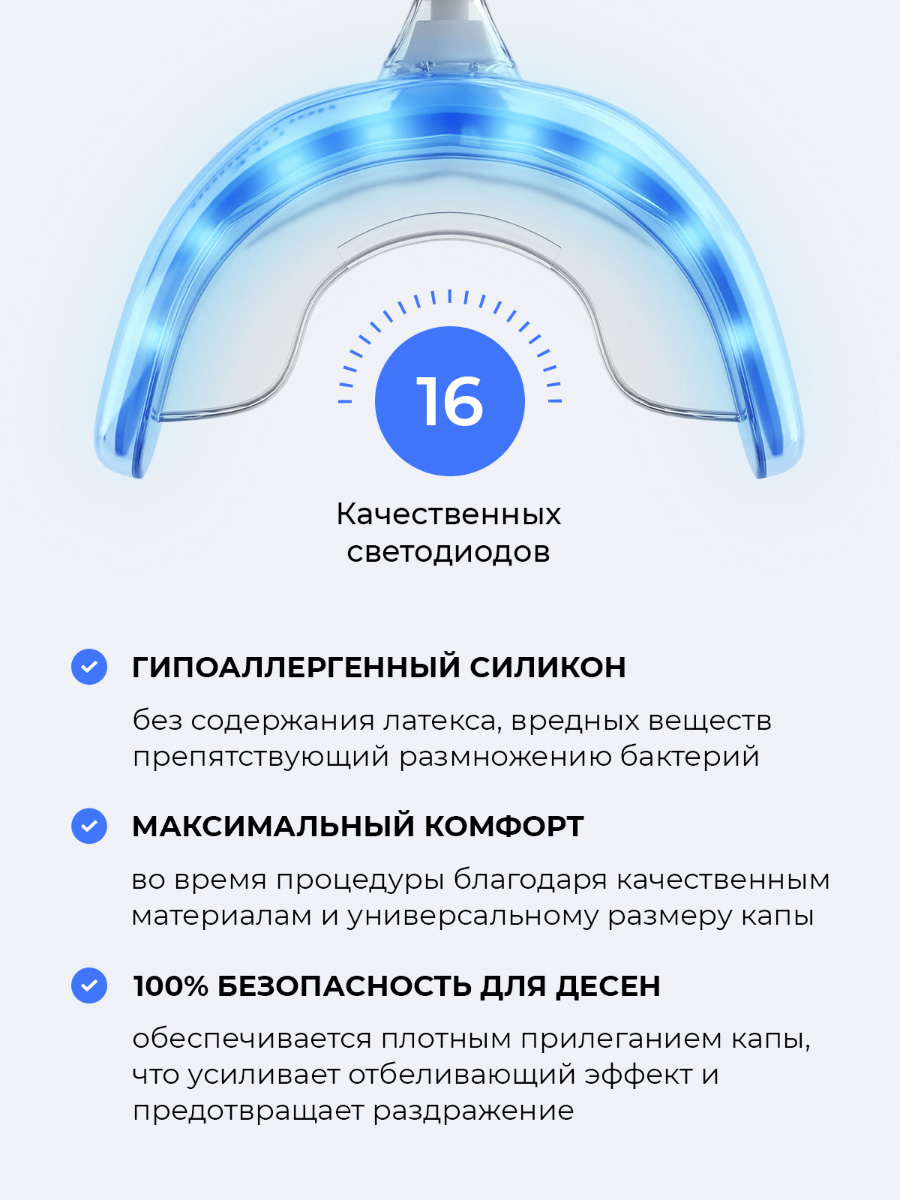 16
Качественных
светодиодов
ГИПОАЛЛЕРГЕННЫЙ СИЛИКОН
без содержания латекса, вредных веществ
препятствующий размножению бактерий
МАКСИМАЛЬНЫЙ КОМФОРТ
во время процедуры благодаря качественным
материалам и универсальному размеру капы
100% БЕЗОПАСНОСТЬ ДЛЯ ДЕСЕН
обеспечивается плотным прилеганием капы,
что усиливает отбеливающий эффект и
предотвращает раздражение